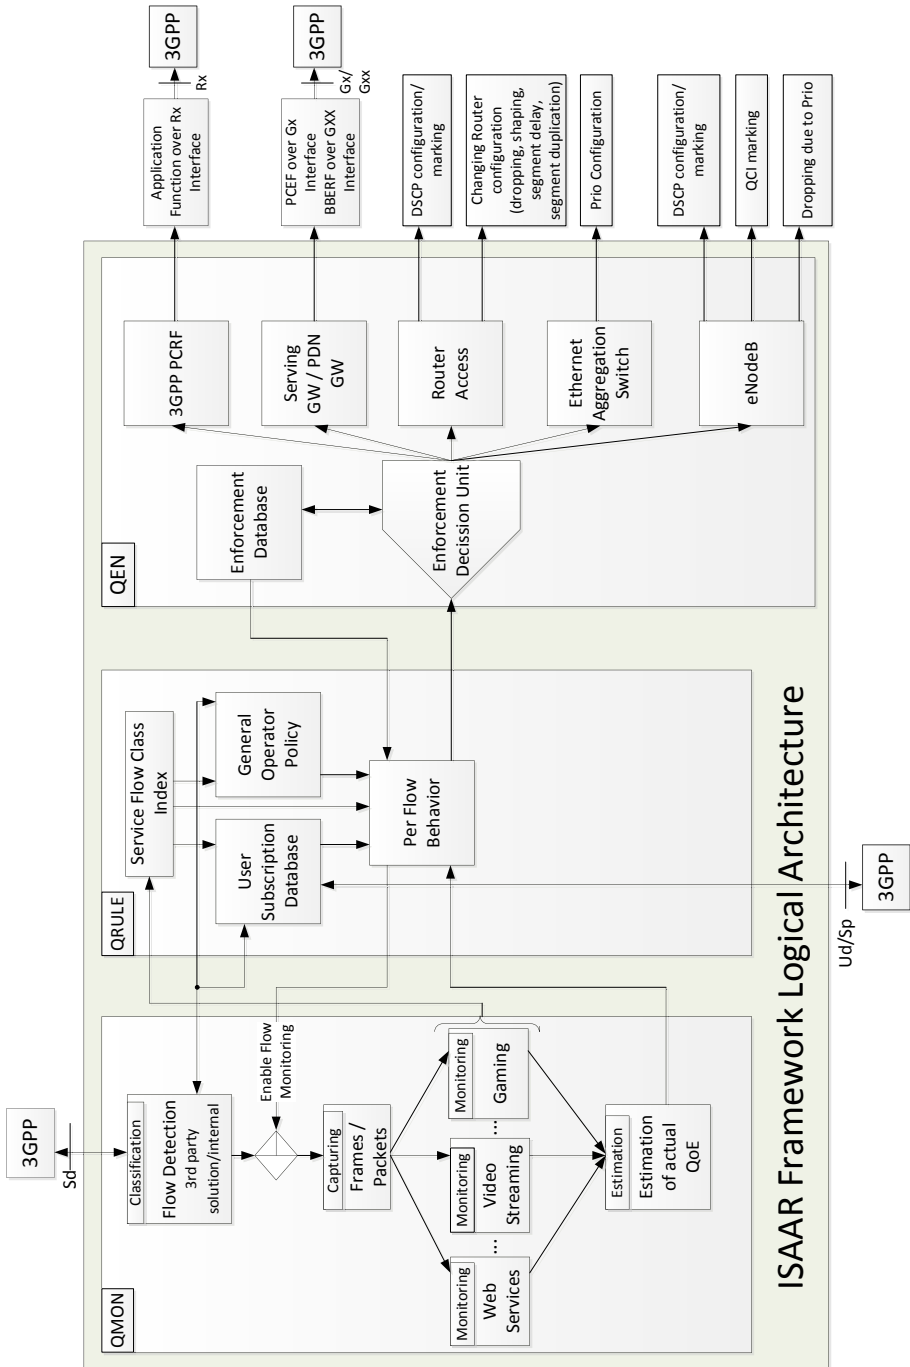 3GPP
Sd
QMON
Classification
Flow Detection
3rd party
solution/internal
Enable Flow
Monitoring
Capturing
Frames /
Packets
Monitoring
Web
Services
...
Monitoring
Video
Streaming
...
Monitoring
Gaming
Estimation
Estimation
of actual
QoE
QRULE
Service Flow Class
Index
User
Subscription
Database
General
Operator
Policy
Per Flow
Behavior
Ud/Sp
3GPP
QEN
Enforcement
Database
Enforcement
Decission Unit
3GPP PCRF
Serving
GW / PDN
GW
Router
Access
Ethernet
Aggregation
Switch
eNodeB
Application
Function over Rx
Interface
Rx
3GPP
PCEF over Gx
Interface
BBERF over GXX
Interface
Gx/
Gxx
3GPP
DSCP configuration/
marking
Changing Router
configuration
(dropping, shaping,
segment delay,
segment duplication)
Prio Configuration
DSCP configuration/
marking
QCI marking
Dropping due to Prio
ISAAR Framework Logical Architecture